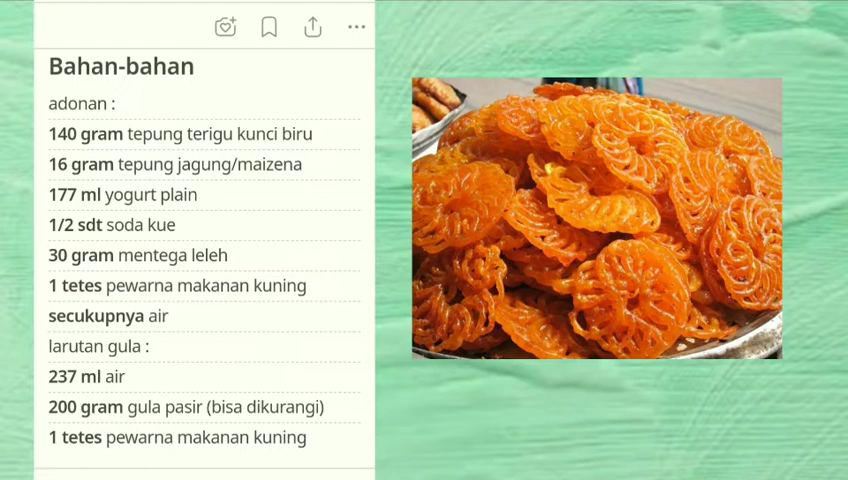 Bahan-bahan
adonan :
140 gram tepung terigu kunci biru
16 gram tepung jagung/maizena
177 ml yogurt plain
1/2 sdt soda kue
30 gram mentega leleh
1 tetes pewarna makanan kuning
secukupnya air
larutan gula :
237 ml air
200 gram gula pasir (bisa dikurangi)
1 tetes pewarna makanan kuning